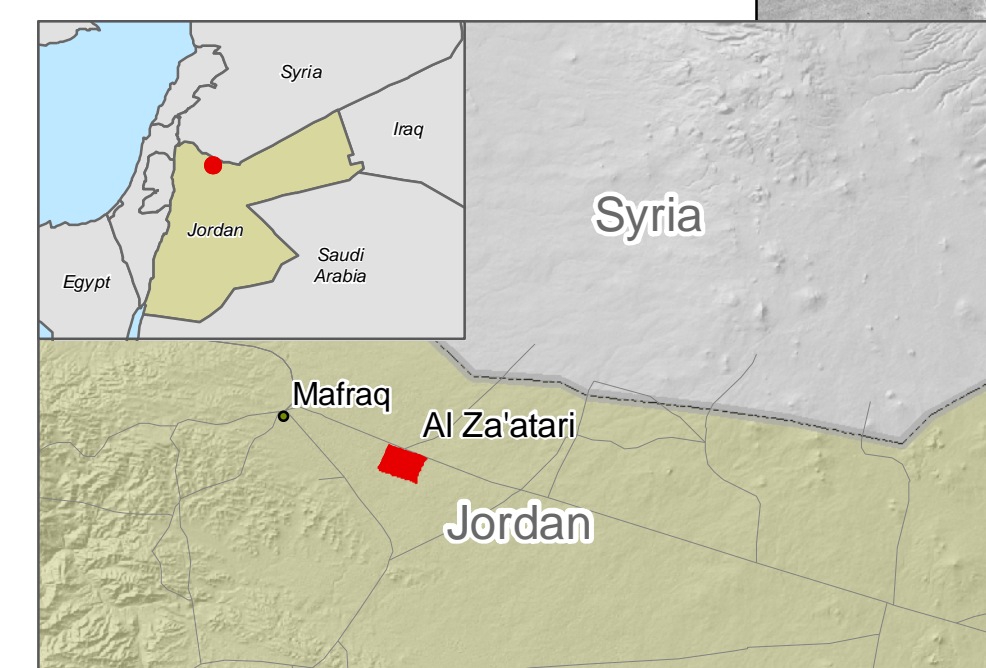 Syria
Iraq
Jordan
Saudi
Arabia
Egypt
Syria
Mafraq
Al Za'atari
Jordan